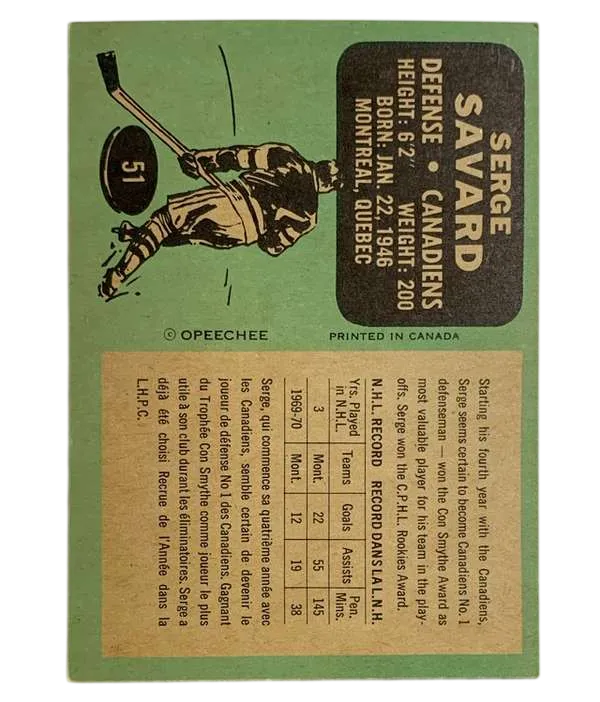 SERGE
SAVARD
DEFENSE • CANADIENS
HEIGHT: 6'2" WEIGHT: 200
BORN: JAN. 22, 1946
MONTREAL, QUEBEC
51
© OPEECHEE PRINTED IN CANADA
Starting his fourth year with the Canadiens,
Serge seems certain to become Canadiens No. 1
defenseman — won the Con Smythe Award as
most valuable player for his team in the play-
offs. Serge won the C.P.H.L. Rookies Award.
N.H.L. RECORD RECORD DANS LA L.N.H.
Yrs. Played in N.H.L. Teams Goals Assists Pen. Mins.
3 Mont. 22 55 145
1969-70 Mont. 12 19 38
Serge, qui commence sa quatrième année avec
les Canadiens, semble certain de devenir le
joueur de défense No 1 des Canadiens. Gagnant
du Trophée Con Smythe comme joueur le plus
utile à son club durant les éliminatoires, Serge a
déjà été choisi Recrue de l'Année dans la
L.H.P.C.